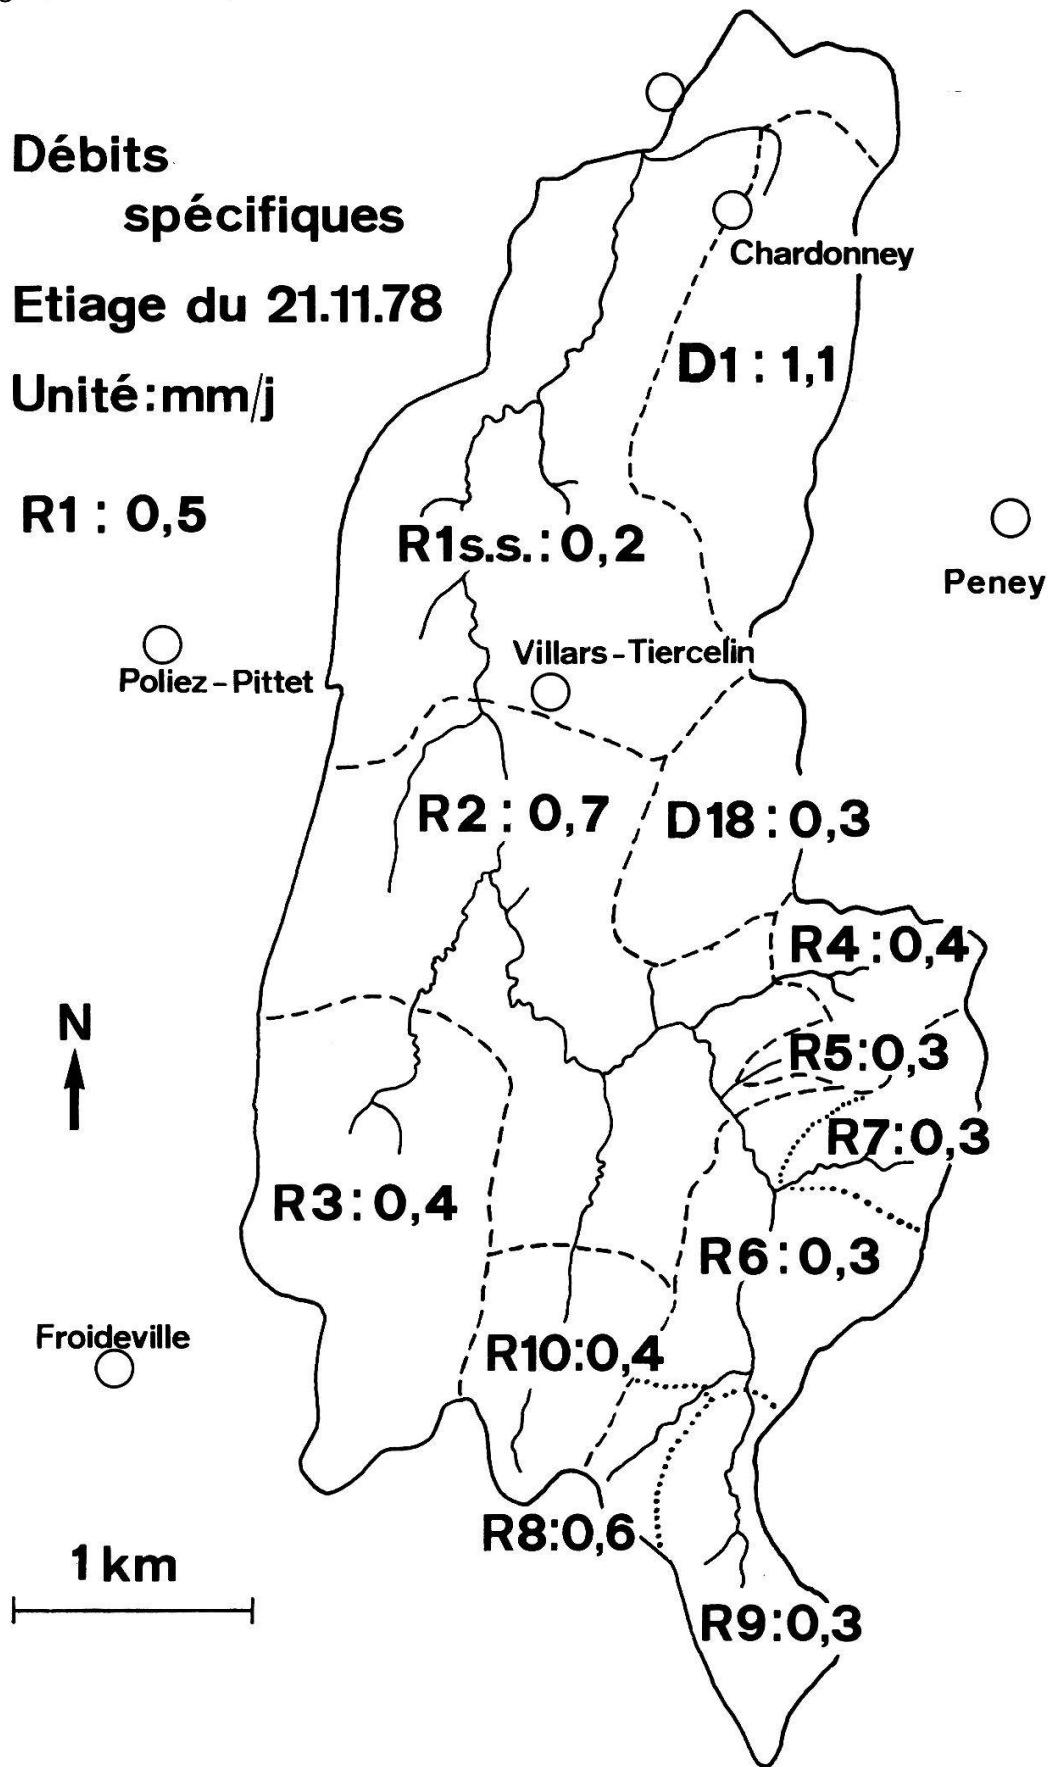 Débits
spécifiques
Etiage du 21.11.78
Unité:mm/j
R1 : 0,5
Chardonney
D1 : 1,1
R1s.s.:0,2
Peney
Villars-Tiercelin
Poliez-Pittet
R2 : 0,7
D18:0,3
R4:0,4
N
R5:0,3
R7:0,3
R3:0,4
R6:0,3
Froideville
R10:0,4
R8:0,6
1 km
R9:0,3